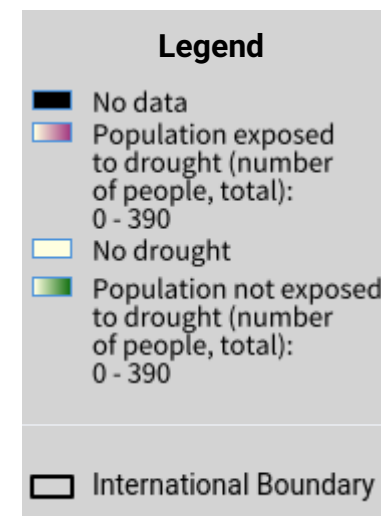 Legend
No data
Population exposed
to drought (number
of people, total):
0 - 390
No drought
Population not exposed
to drought (number
of people, total):
0 - 390
International Boundary